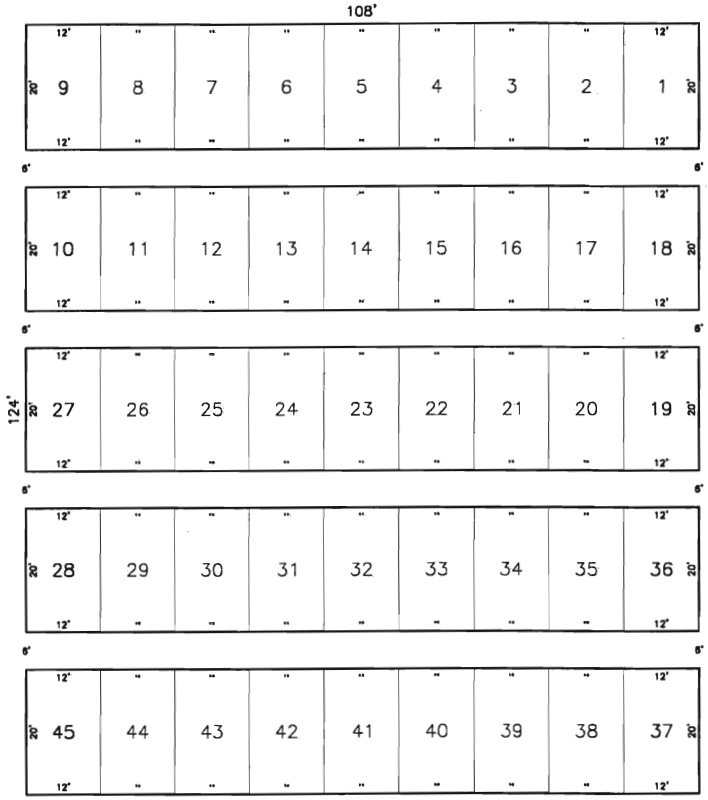 108'
12' " " " " " " " 12'
20' 9 8 7 6 5 4 3 2 1 20'
12' " " " " " " " 12'
6' 6'
12' " " " " " " " 12'
20' 10 11 12 13 14 15 16 17 18 20'
12' " " " " " " " 12'
6' 6'
12' " " " " " " " 12'
124' 20' 27 26 25 24 23 22 21 20 19 20'
12' " " " " " " " 12'
6' 6'
12' " " " " " " " 12'
20' 28 29 30 31 32 33 34 35 36 20'
12' " " " " " " " 12'
6' 6'
12' " " " " " " " 12'
20' 45 44 43 42 41 40 39 38 37 20'
12' " " " " " " " 12'